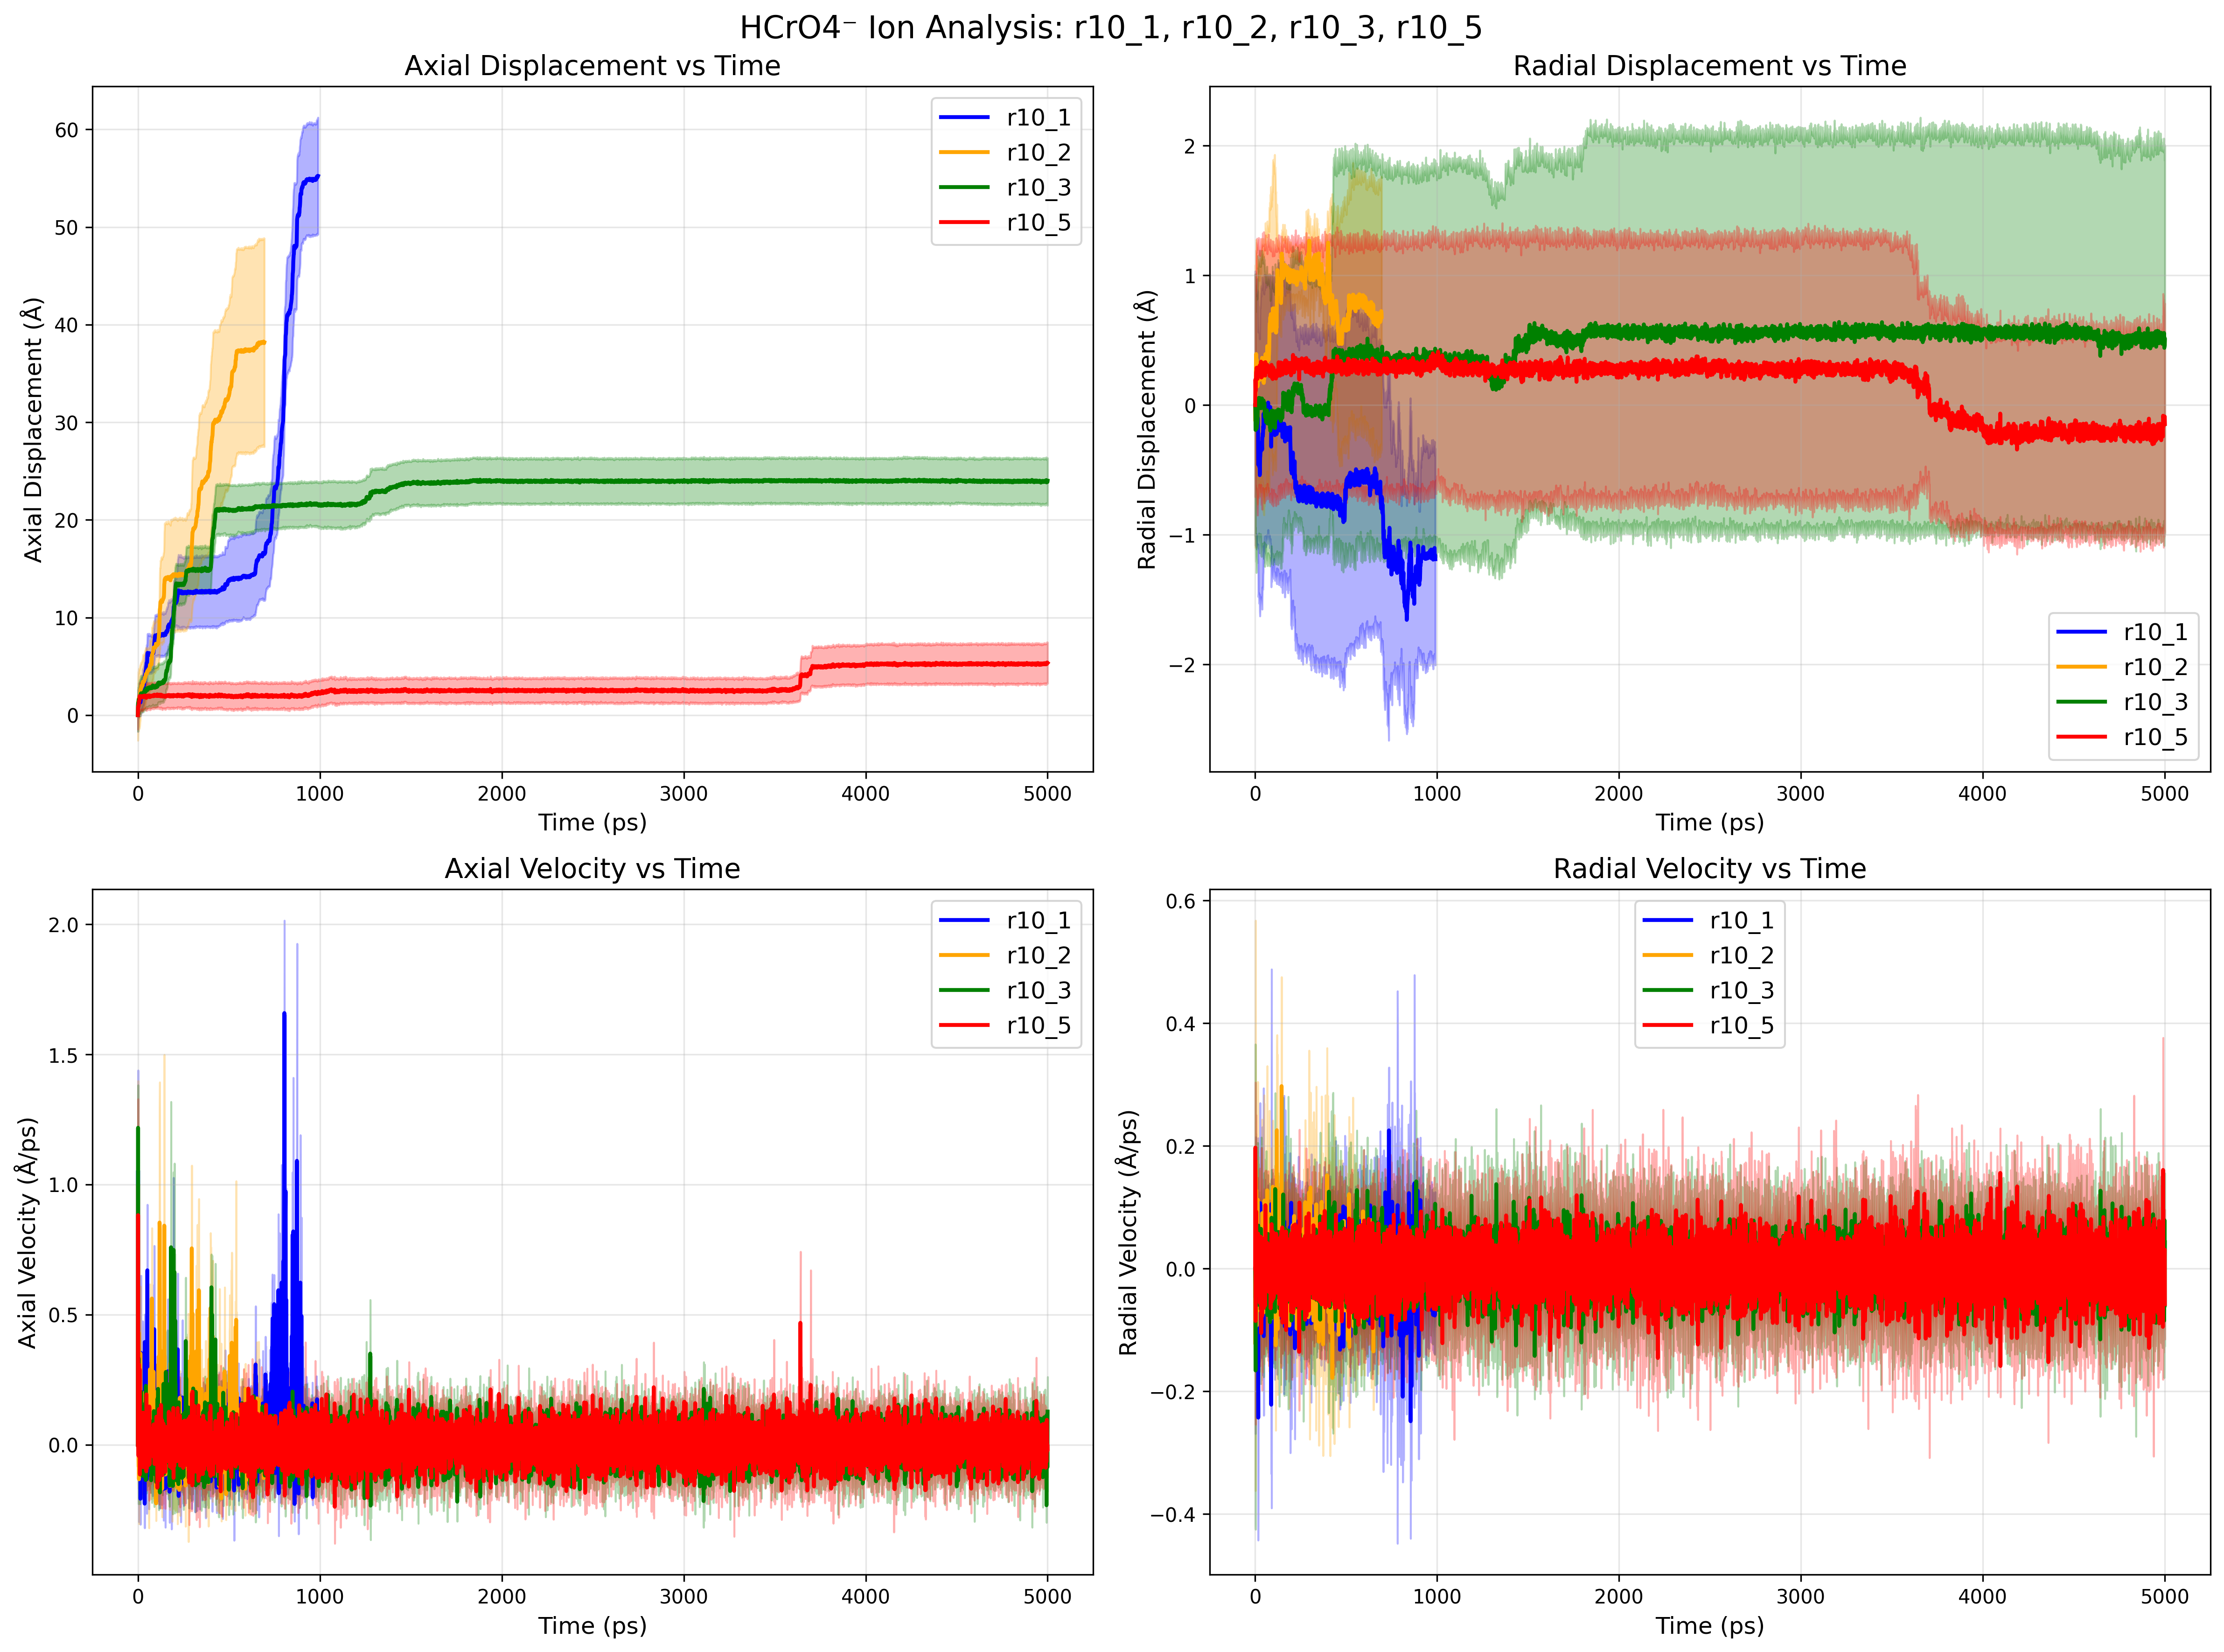 HCrO4⁻ Ion Analysis: r10_1, r10_2, r10_3, r10_5
Axial Displacement vs Time
Axial Displacement (Å)
60
50
40
30
20
10
0
0 1000 2000 3000 4000 5000
Time (ps)
r10_1
r10_2
r10_3
r10_5
Radial Displacement vs Time
Radial Displacement (Å)
2
1
0
−1
−2
0 1000 2000 3000 4000 5000
Time (ps)
r10_1
r10_2
r10_3
r10_5
Axial Velocity vs Time
Axial Velocity (Å/ps)
2.0
1.5
1.0
0.5
0.0
0 1000 2000 3000 4000 5000
Time (ps)
r10_1
r10_2
r10_3
r10_5
Radial Velocity vs Time
Radial Velocity (Å/ps)
0.6
0.4
0.2
0.0
−0.2
−0.4
0 1000 2000 3000 4000 5000
Time (ps)
r10_1
r10_2
r10_3
r10_5